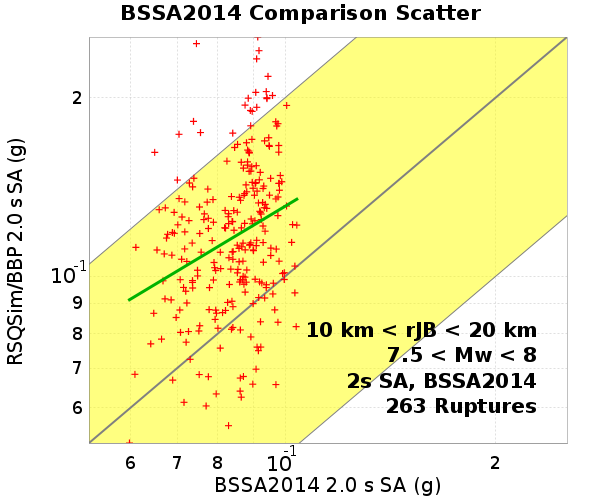 BSSA2014 Comparison Scatter
RSQSim/BBP 2.0 s SA (g)
2
10-1
9
8
7
6
10 km < rJB < 20 km
7.5 < Mw < 8
2s SA, BSSA2014
263 Ruptures
6 7 8 10-1 2
BSSA2014 2.0 s SA (g)